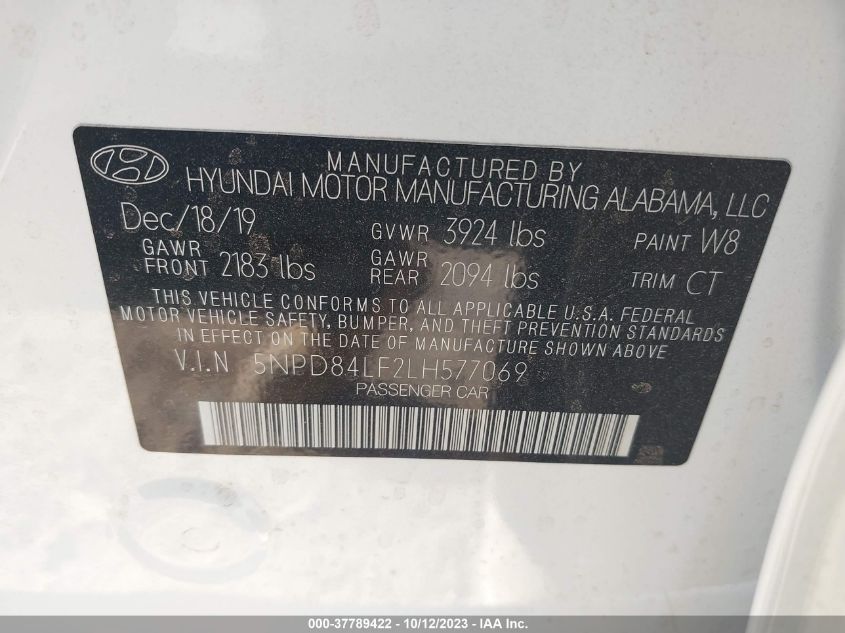 MANUFACTURED BY
HYUNDAI MOTOR MANUFACTURING ALABAMA, LLC
Dec/18/19 GVWR 3924 lbs PAINT W8
GAWR FRONT 2183 lbs GAWR REAR 2094 lbs TRIM CT
THIS VEHICLE CONFORMS TO ALL APPLICABLE U.S.A. FEDERAL
MOTOR VEHICLE SAFETY, BUMPER, AND THEFT PREVENTION STANDARDS
IN EFFECT ON THE DATE OF MANUFACTURE SHOWN ABOVE.
V.I.N 5NPD84LF2LH577069
PASSENGER CAR
000-37789422 - 10/12/2023 - Copyright © 2023 IAA, Inc.